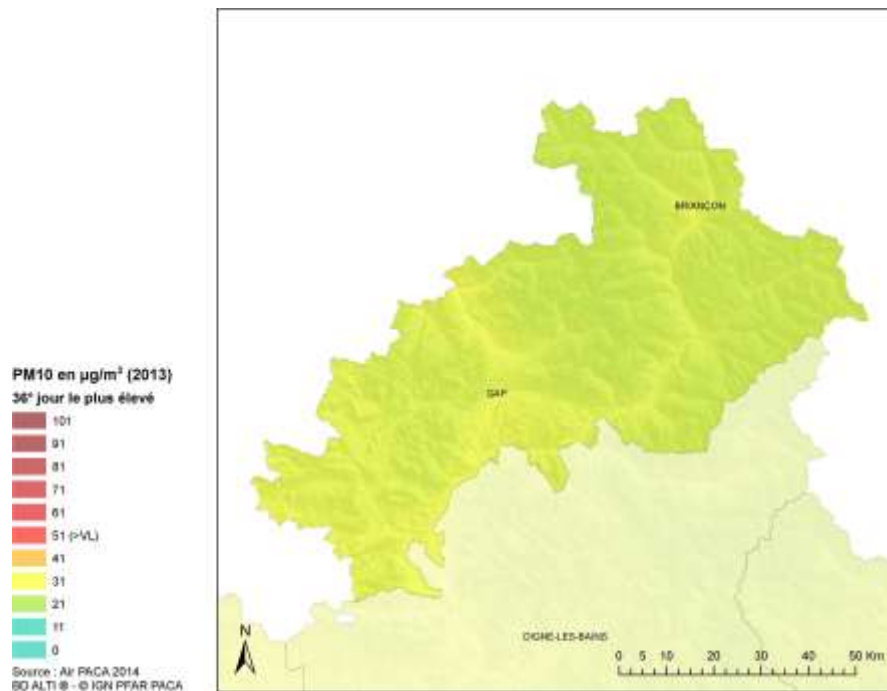 BRIANÇON
GAP
DIGNE-LES-BAINS
PM10 en µg/m³ (2013)
36° jour le plus élevé
101
91
81
71
61
51 (>VL)
41
31
21
11
0
Source : Air PACA 2014
BD ALTI ® - © IGN PFAR PACA
N
0 5 10 20 30 40 50 Km